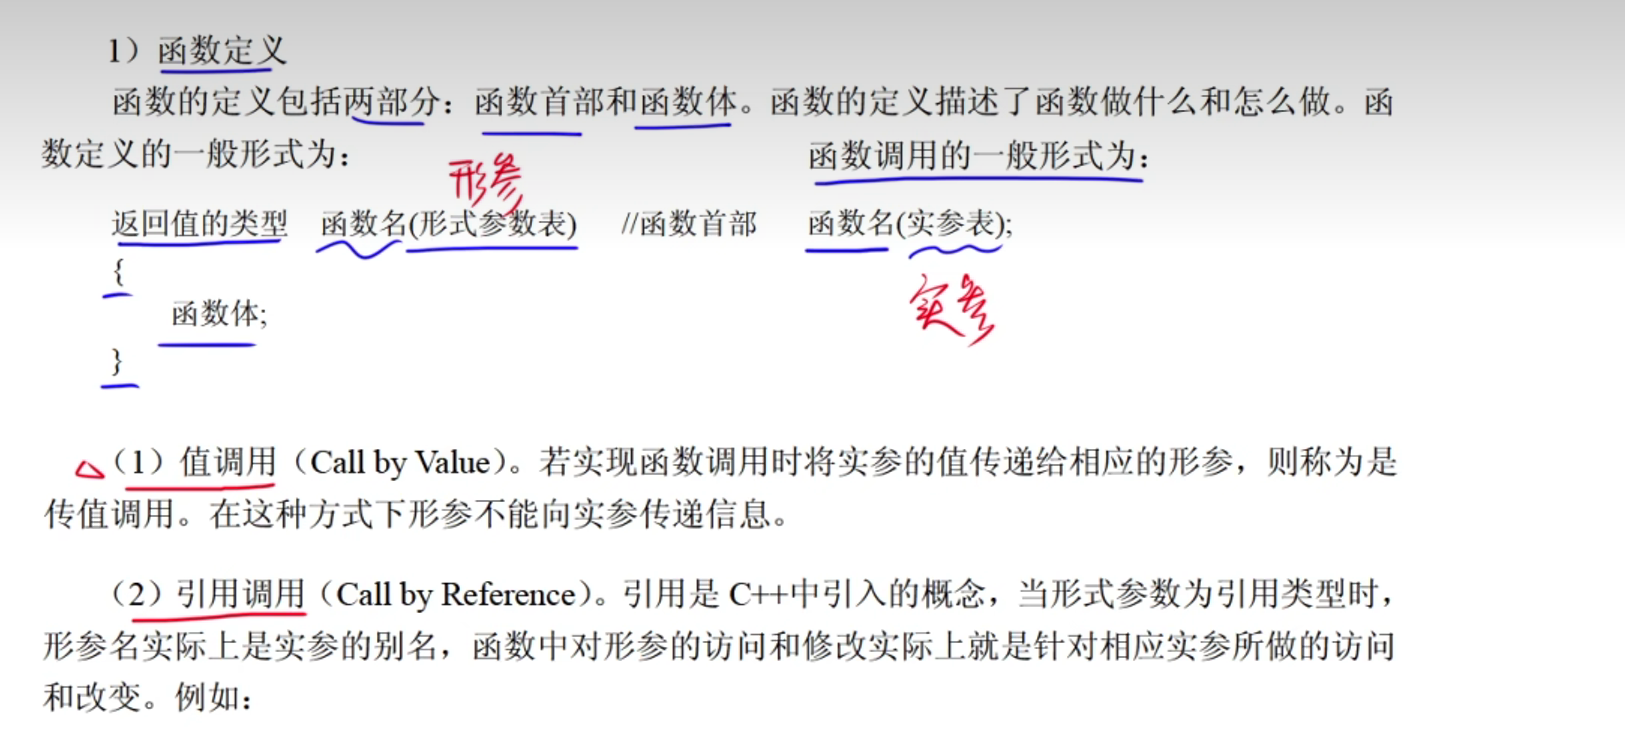 1）函数定义
函数的定义包括两部分：函数首部和函数体。函数的定义描述了函数做什么和怎么做。函
数定义的一般形式为：
函数调用的一般形式为：
形参
返回值的类型 函数名(形式参数表) //函数首部
函数名(实参表);
{
实参
函数体;
}
（1）值调用（Call by Value）。若实现函数调用时将实参的值传递给相应的形参，则称为是
传值调用。在这种方式下形参不能向实参传递信息。
（2）引用调用（Call by Reference）。引用是 C++中引入的概念，当形式参数为引用类型时，
形参名实际上是实参的别名，函数中对形参的访问和修改实际上就是针对相应实参所做的访问
和改变。例如：